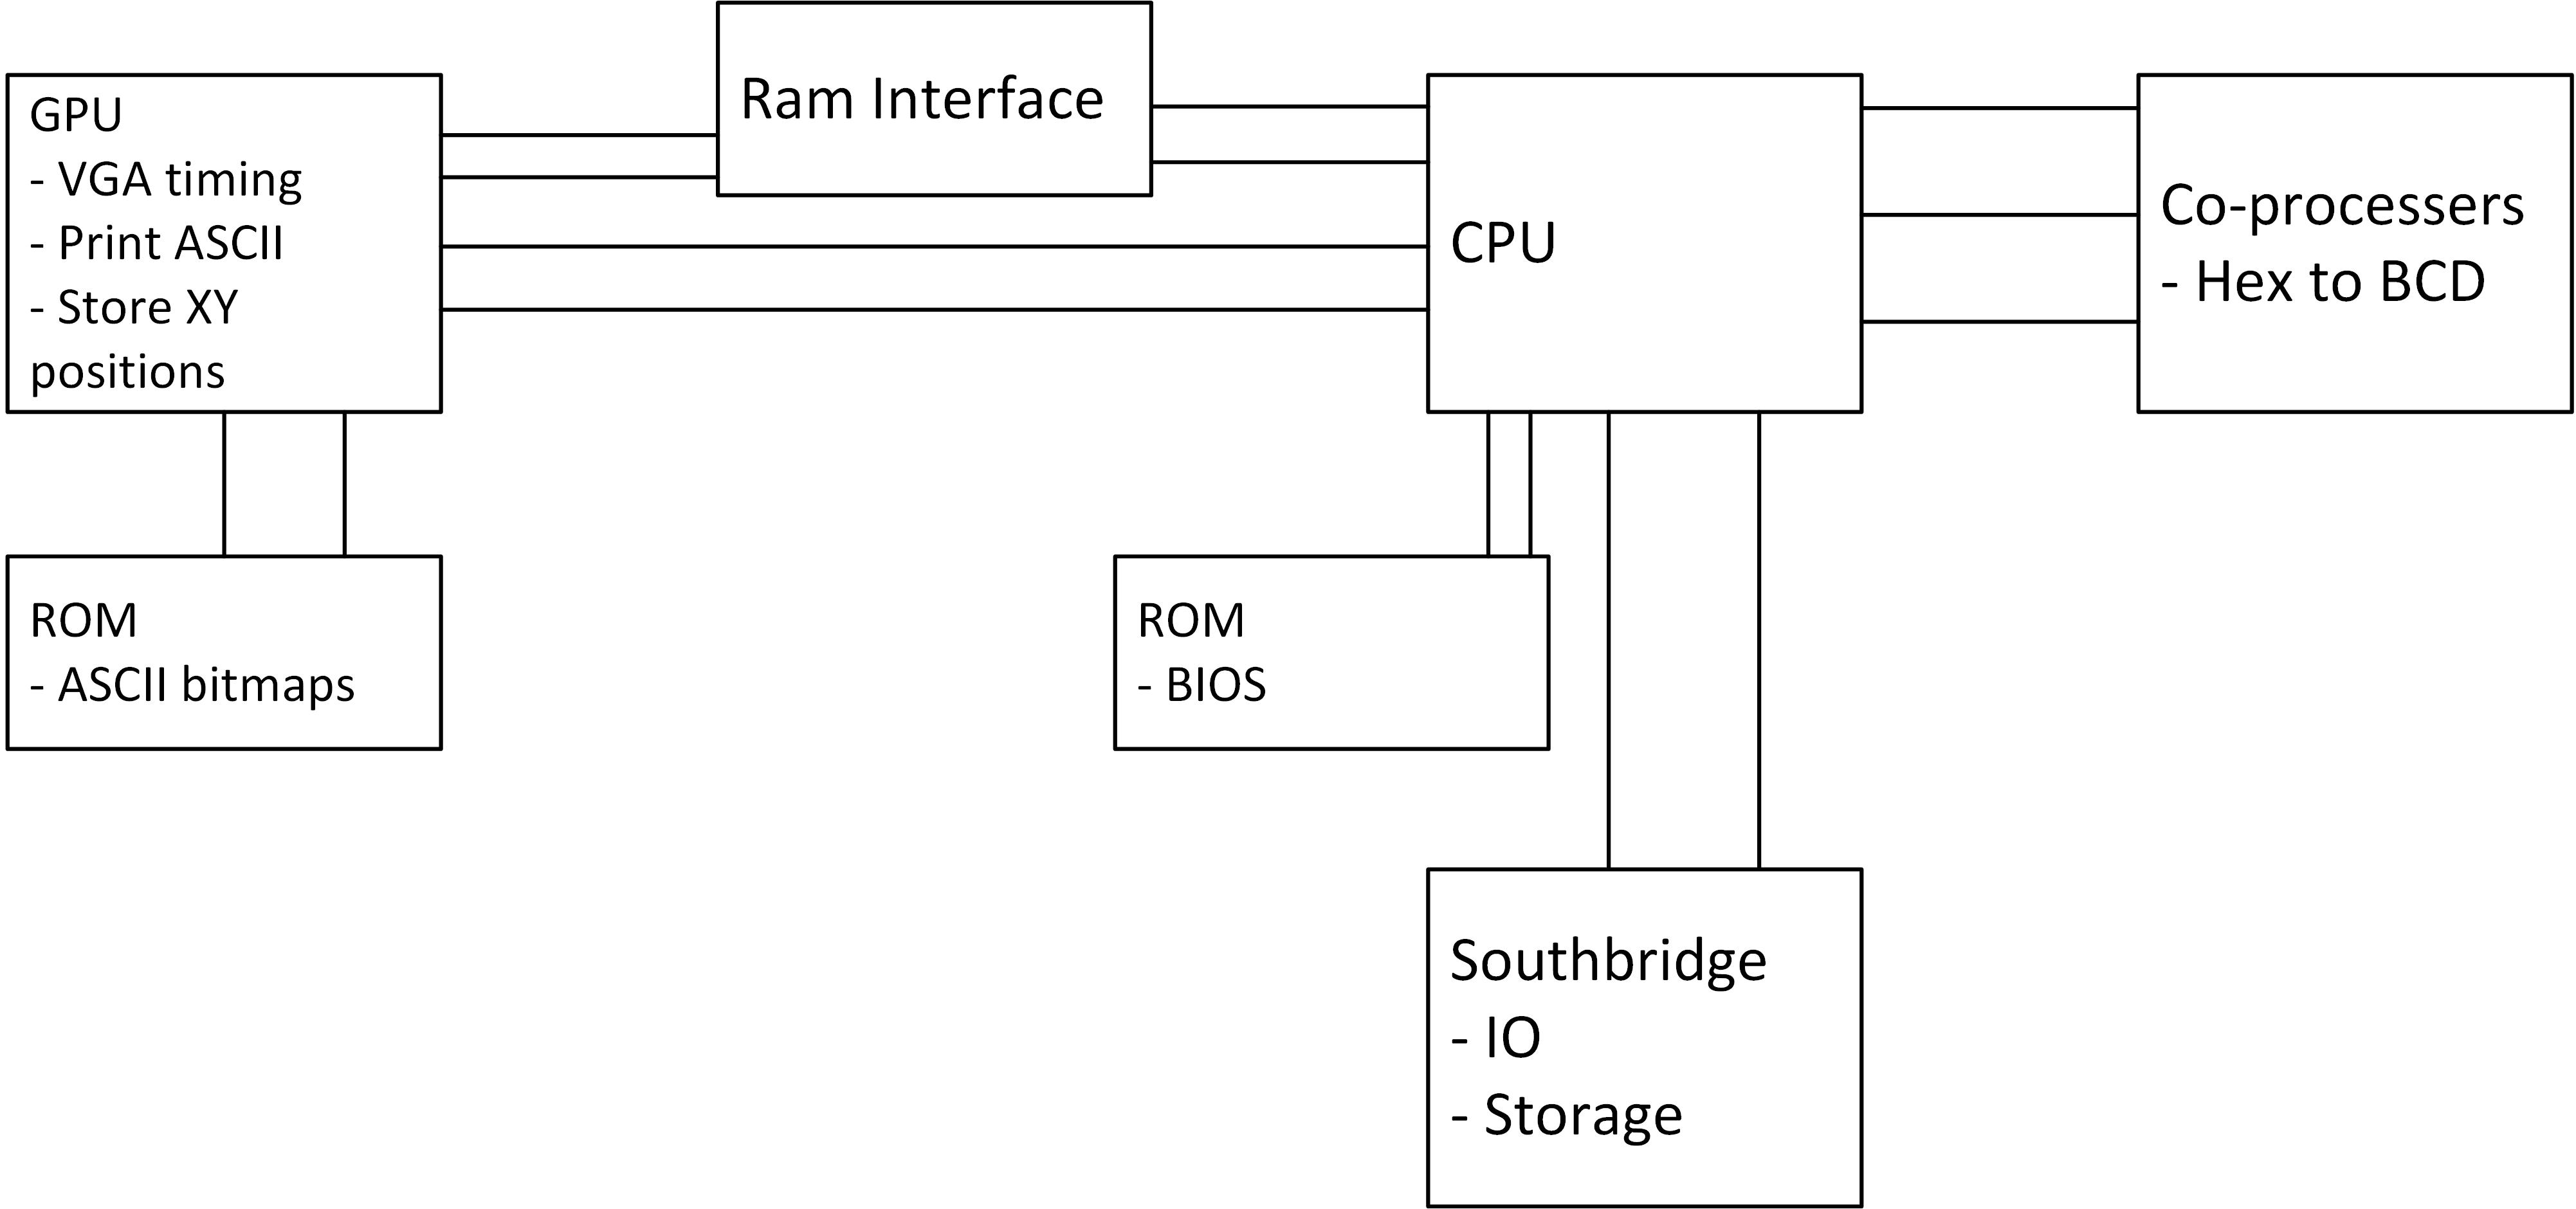 Ram Interface
GPU
- VGA timing
- Print ASCII
- Store XY
positions
CPU
Co-processers
- Hex to BCD
ROM
- ASCII bitmaps
ROM
- BIOS
Southbridge
- IO
- Storage